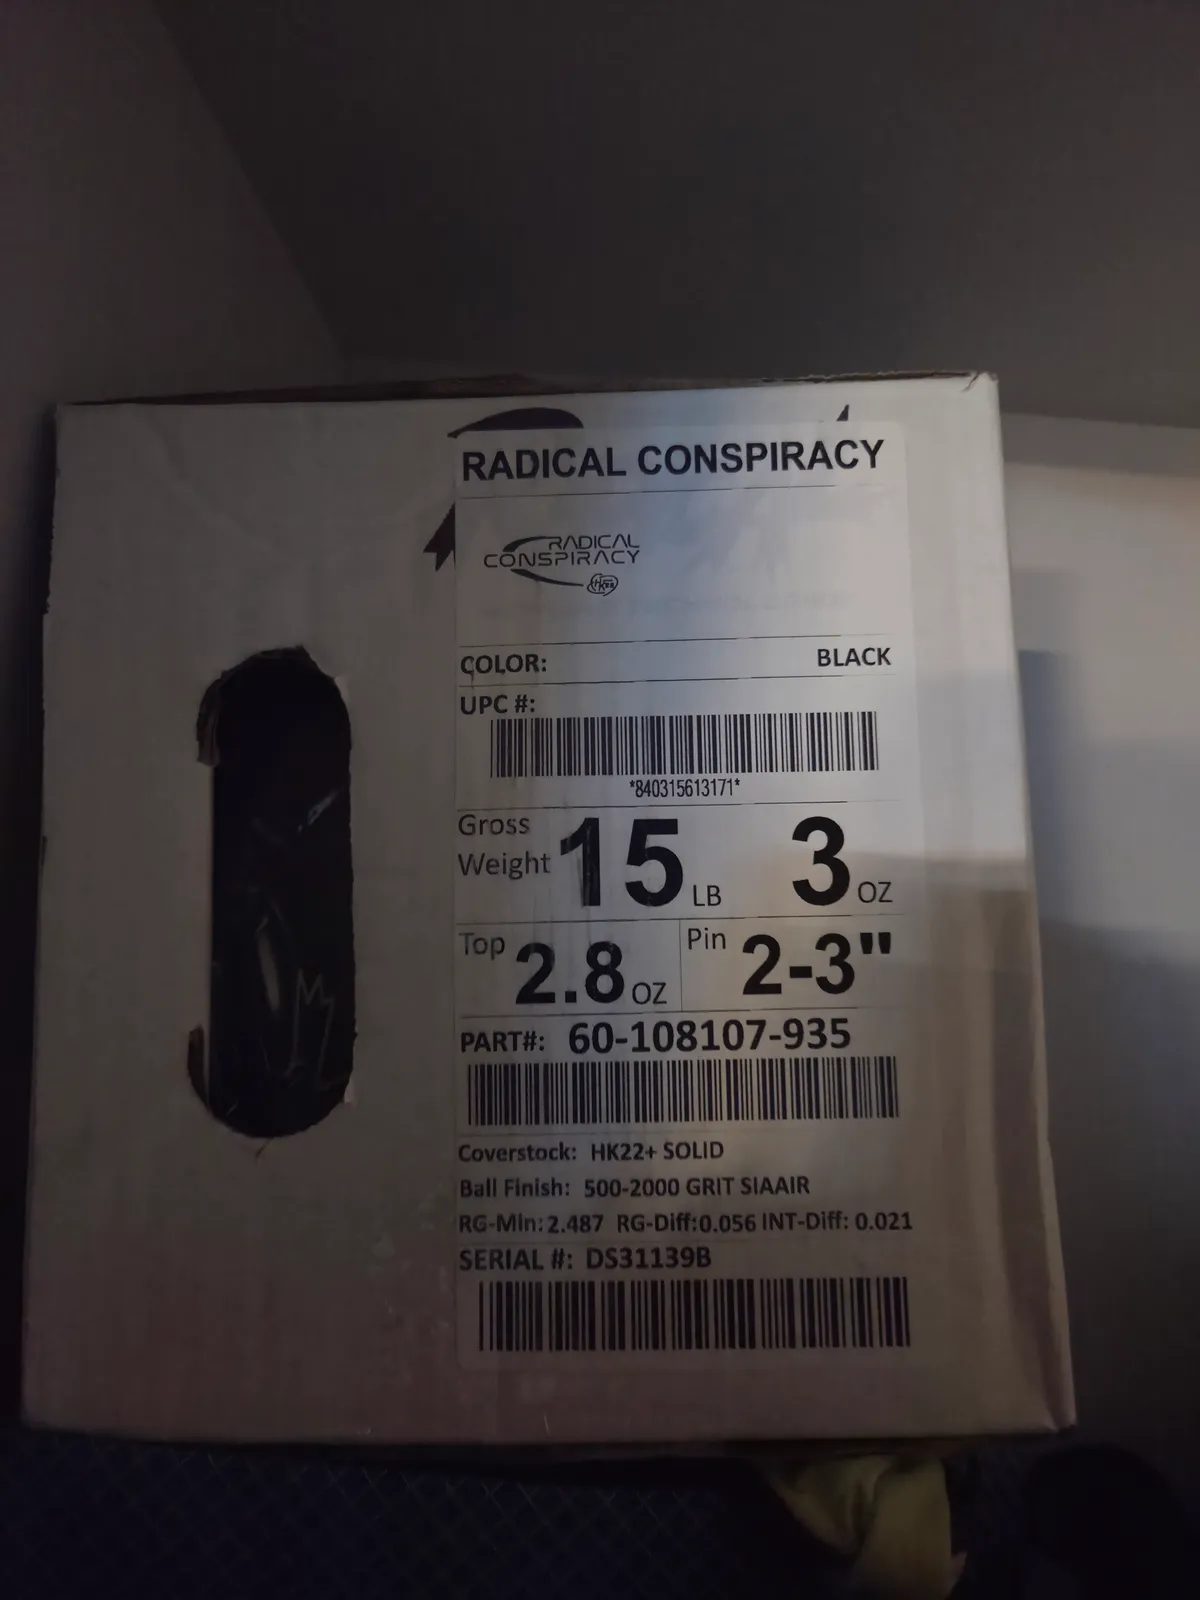 RADICAL CONSPIRACY
RADICAL
CONSPIRACY
COLOR: BLACK
UPC #:
*840315613171*
Gross Weight 15 LB 3 OZ
Top 2.8 OZ Pin 2-3"
PART#: 60-108107-935
Coverstock: HK22+ SOLID
Ball Finish: 500-2000 GRIT SIAAIR
RG-Min: 2.487 RG-Diff:0.056 INT-Diff: 0.021
SERIAL #: DS31139B